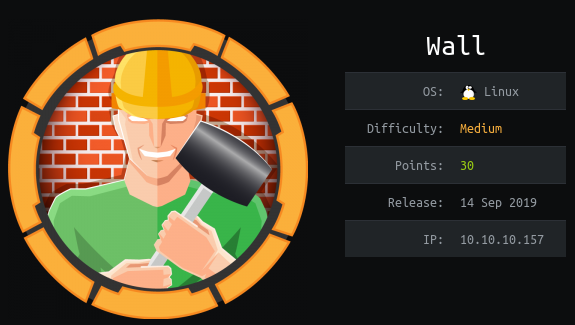 Wall
OS: Linux
Difficulty: Medium
Points: 30
Release: 14 Sep 2019
IP: 10.10.10.157